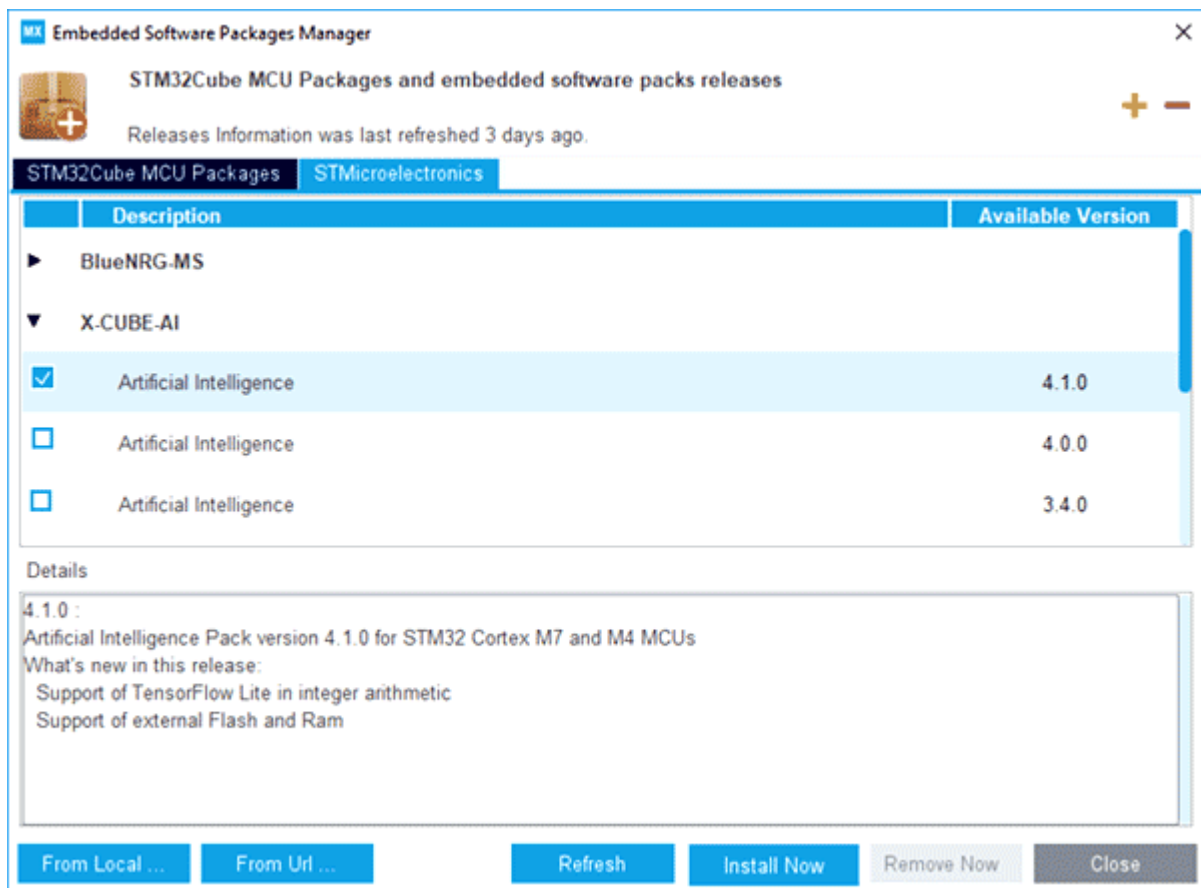 MX Embedded Software Packages Manager
STM32Cube MCU Packages and embedded software packs releases
Releases Information was last refreshed 3 days ago.
STM32Cube MCU Packages STMicroelectronics
Description Available Version
BlueNRG-MS
X-CUBE-AI
Artificial Intelligence 4.1.0
Artificial Intelligence 4.0.0
Artificial Intelligence 3.4.0
Details
4.1.0 :
Artificial Intelligence Pack version 4.1.0 for STM32 Cortex M7 and M4 MCUs
What's new in this release:
Support of TensorFlow Lite in integer arithmetic
Support of external Flash and Ram
From Local ... From Url ... Refresh Install Now Remove Now Close